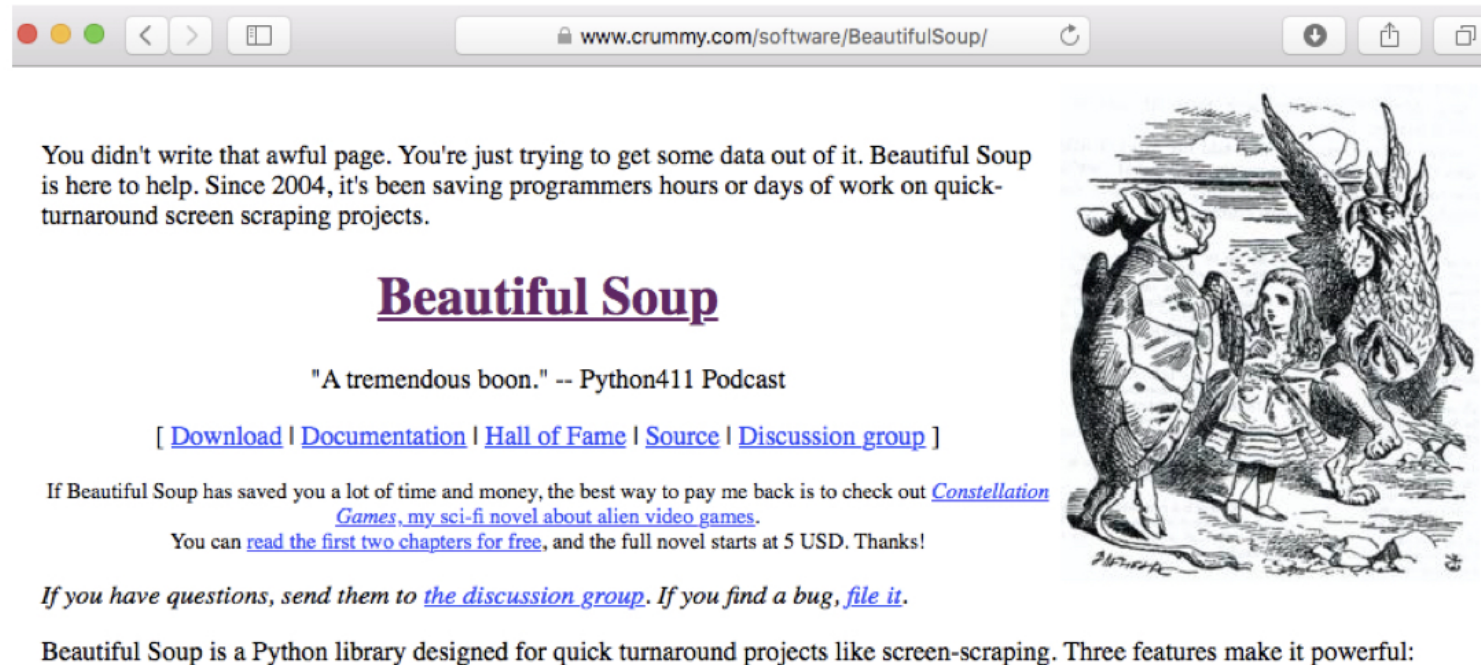 www.crummy.com/software/BeautifulSoup/
You didn't write that awful page. You're just trying to get some data out of it. Beautiful Soup
is here to help. Since 2004, it's been saving programmers hours or days of work on quick-
turnaround screen scraping projects.
Beautiful Soup
"A tremendous boon." -- Python411 Podcast
[ Download | Documentation | Hall of Fame | Source | Discussion group ]
If Beautiful Soup has saved you a lot of time and money, the best way to pay me back is to check out Constellation
Games, my sci-fi novel about alien video games.
You can read the first two chapters for free, and the full novel starts at 5 USD. Thanks!
If you have questions, send them to the discussion group. If you find a bug, file it.
Beautiful Soup is a Python library designed for quick turnaround projects like screen-scraping. Three features make it powerful: